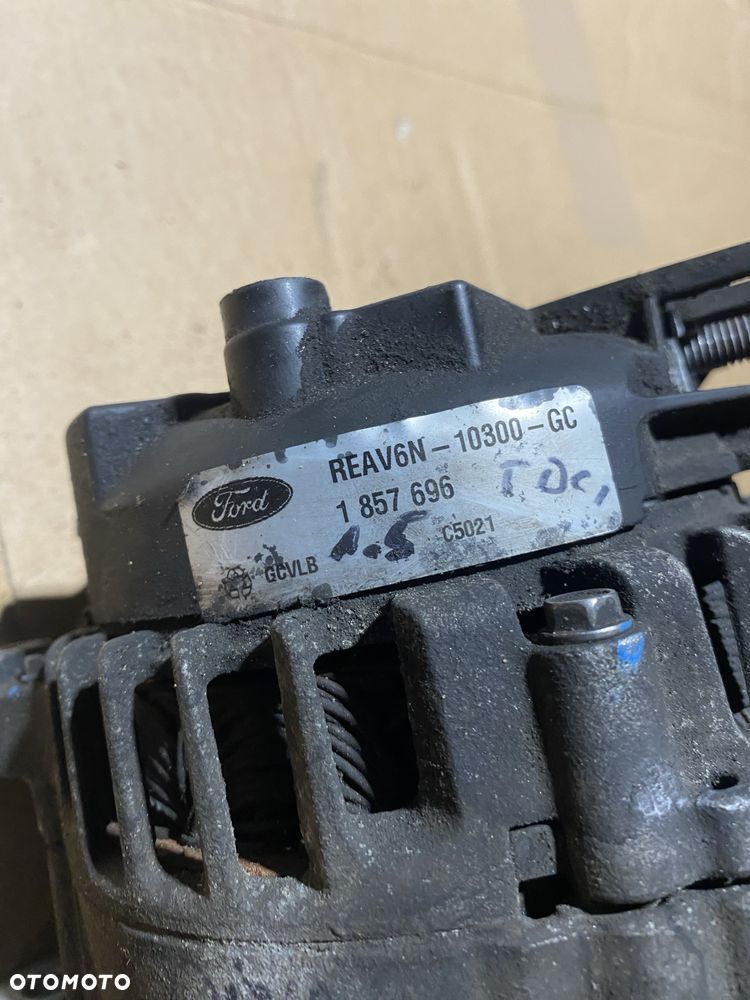 REAV6N-10300-GC
Ford
1 857 696
TDCi
GCVLB
1.5
C5021
OTOMOTO